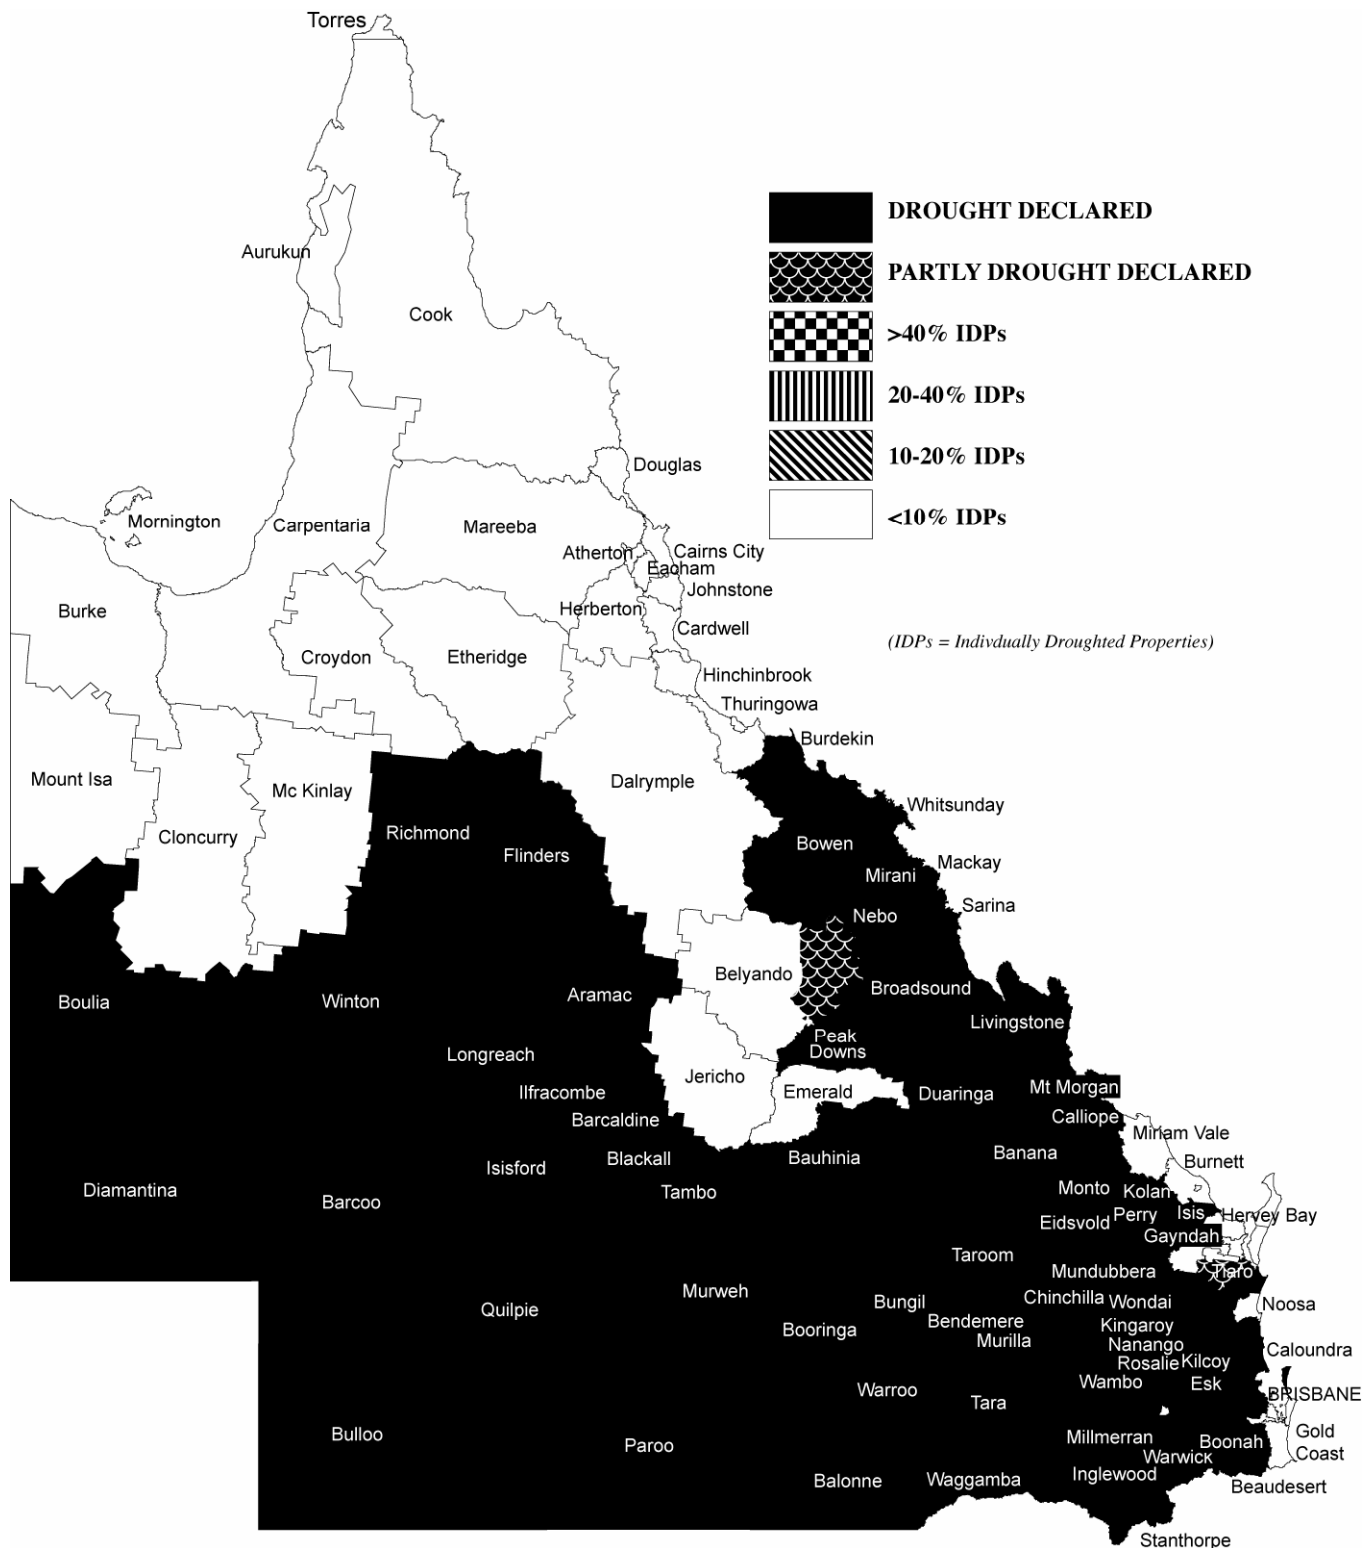 Torres
DROUGHT DECLARED
Aurukun
PARTLY DROUGHT DECLARED
Cook
>40% IDPs
20-40% IDPs
10-20% IDPs
Douglas
<10% IDPs
Mornington
Carpentaria
Mareeba
Atherton
Cairns City
Eacham
Johnstone
Burke
Herberton
Cardwell
(IDPs = Indivdually Droughted Properties)
Croydon
Etheridge
Hinchinbrook
Thuringowa
Burdekin
Mount Isa
Mc Kinlay
Dalrymple
Whitsunday
Cloncurry
Richmond
Flinders
Bowen
Mackay
Mirani
Sarina
Nebo
Belyando
Broadsound
Boulia
Winton
Aramac
Livingstone
Peak
Downs
Longreach
Jericho
Ilfracombe
Emerald
Duaringa
Mt Morgan
Barcaldine
Calliope
Miriam Vale
Isisford
Blackall
Bauhinia
Banana
Burnett
Diamantina
Barcoo
Tambo
Monto
Kolan
Eidsvold
Perry
Isis
Hervey Bay
Gayndah
Taroom
Mundubbera
Tiaro
Murweh
Quilpie
Bungil
Chinchilla
Wondai
Noosa
Booringa
Bendemere
Kingaroy
Murilla
Nanango
Caloundra
Rosalie
Kilcoy
Warroo
Wambo
Esk
BRISBANE
Tara
Bulloo
Paroo
Millmerran
Boonah
Gold
Coast
Warwick
Balonne
Waggamba
Inglewood
Beaudesert
Stanthorpe